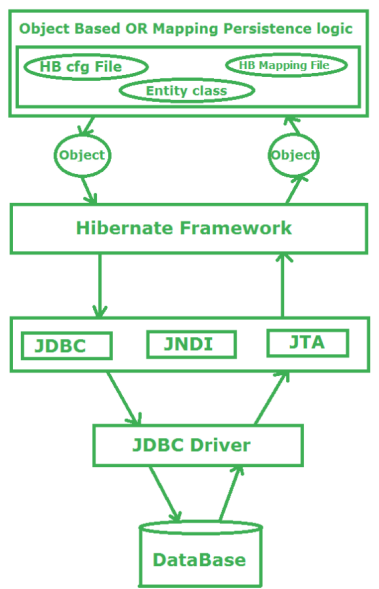 Object Based OR Mapping Persistence logic
HB cfg File
HB Mapping File
Entity class
Object
Object
Hibernate Framework
JDBC
JNDI
JTA
JDBC Driver
DataBase